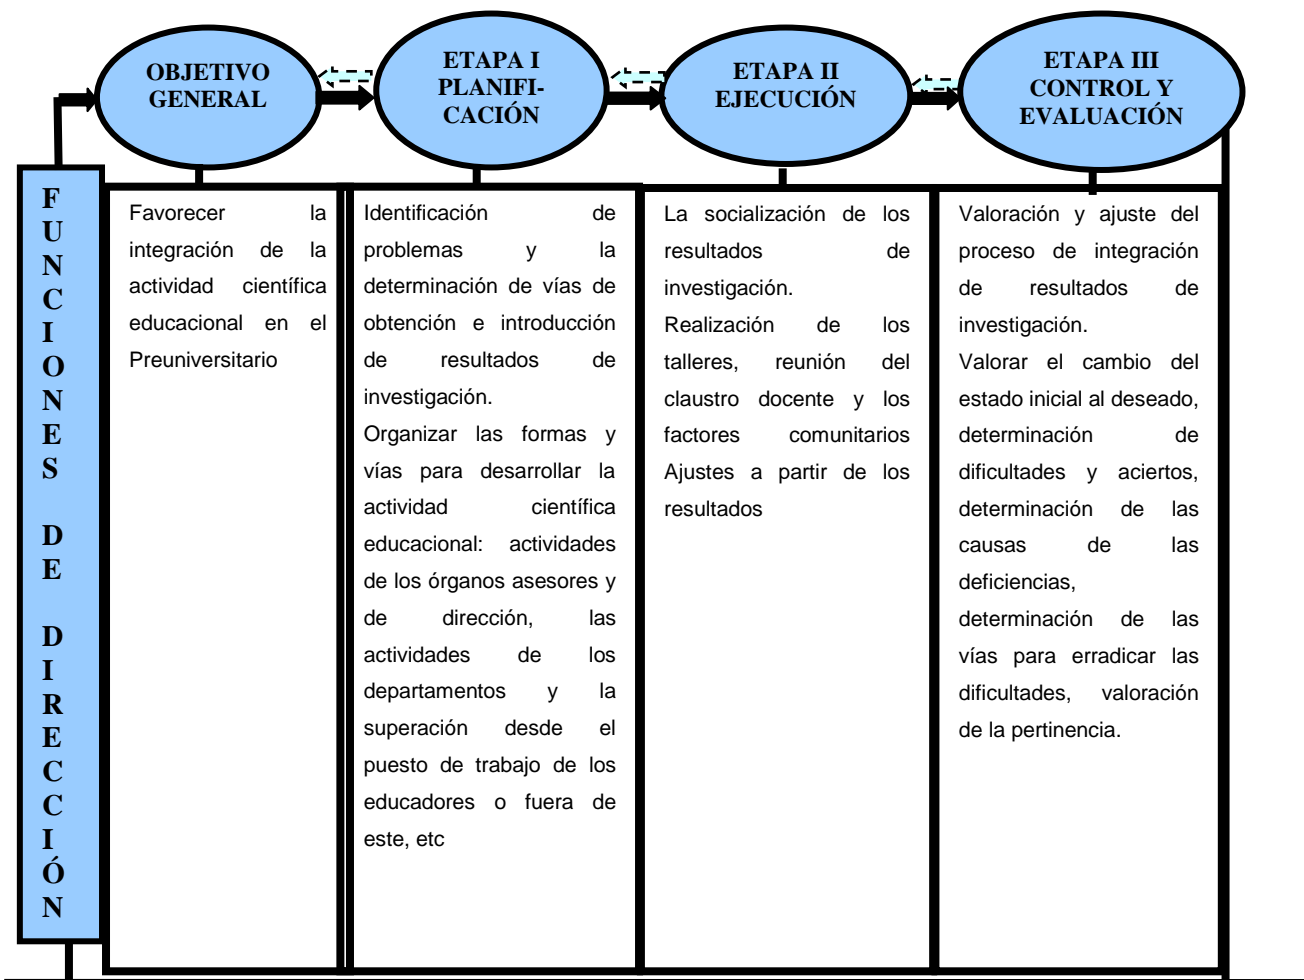 OBJETIVO
GENERAL
ETAPA I
PLANIFI-
CACIÓN
ETAPA II
EJECUCIÓN
ETAPA III
CONTROL Y
EVALUACIÓN
F
U
N
C
I
O
N
E
S
D
E
D
I
R
E
C
C
I
Ó
N
Favorecer la
integración de la
actividad científica
educacional en el
Preuniversitario
Identificación de
problemas y la
determinación de vías de
obtención e introducción
de resultados de
investigación.
Organizar las formas y
vías para desarrollar la
actividad científica
educacional: actividades
de los órganos asesores y
de dirección, las
actividades de los
departamentos y la
superación desde el
puesto de trabajo de los
educadores o fuera de
este, etc
La socialización de los
resultados de
investigación.
Realización de los
talleres, reunión del
claustro docente y los
factores comunitarios
Ajustes a partir de los
resultados
Valoración y ajuste del
proceso de integración
de resultados de
investigación.
Valorar el cambio del
estado inicial al deseado,
determinación de
dificultades y aciertos,
determinación de las
causas de las
deficiencias,
determinación de las
vías para erradicar las
dificultades, valoración
de la pertinencia.